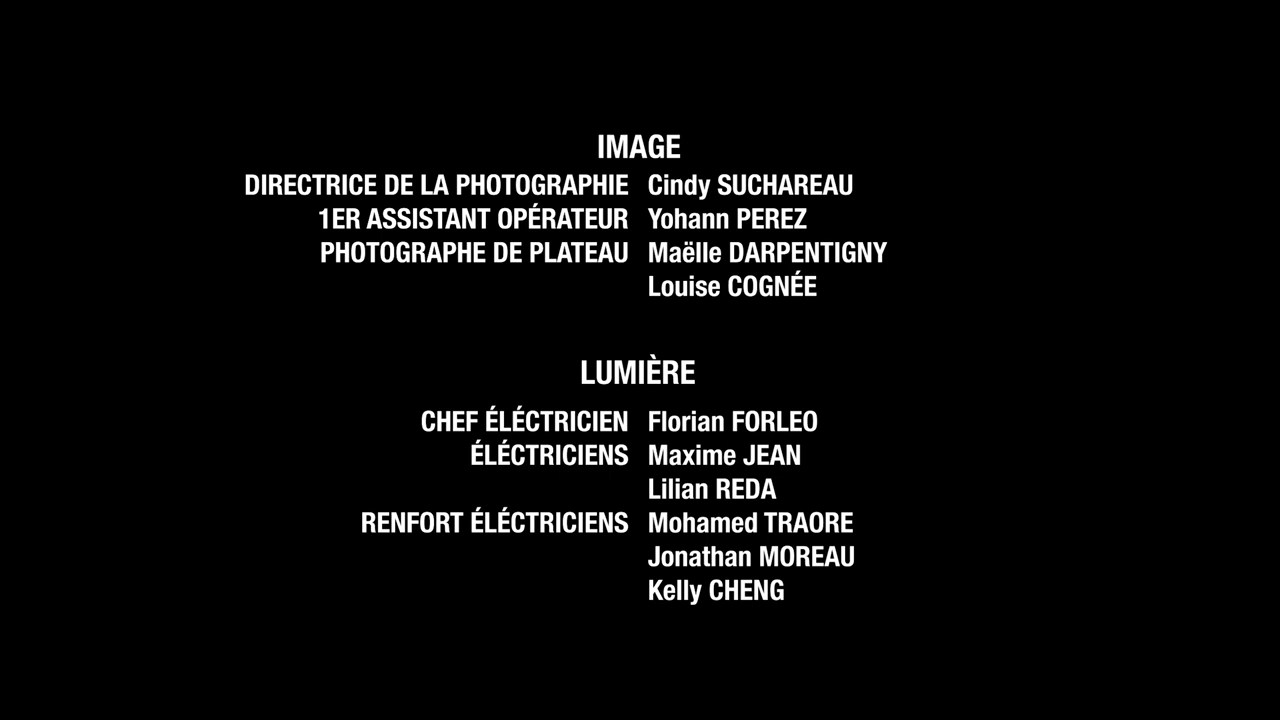 IMAGE
DIRECTRICE DE LA PHOTOGRAPHIE Cindy SUCHAREAU
1ER ASSISTANT OPÉRATEUR Yohann PEREZ
PHOTOGRAPHE DE PLATEAU Maëlle DARPENTIGNY
Louise COGNÉE
LUMIÈRE
CHEF ÉLÉCTRICIEN Florian FORLEO
ÉLÉCTRICIENS Maxime JEAN
Lilian REDA
RENFORT ÉLÉCTRICIENS Mohamed TRAORE
Jonathan MOREAU
Kelly CHENG